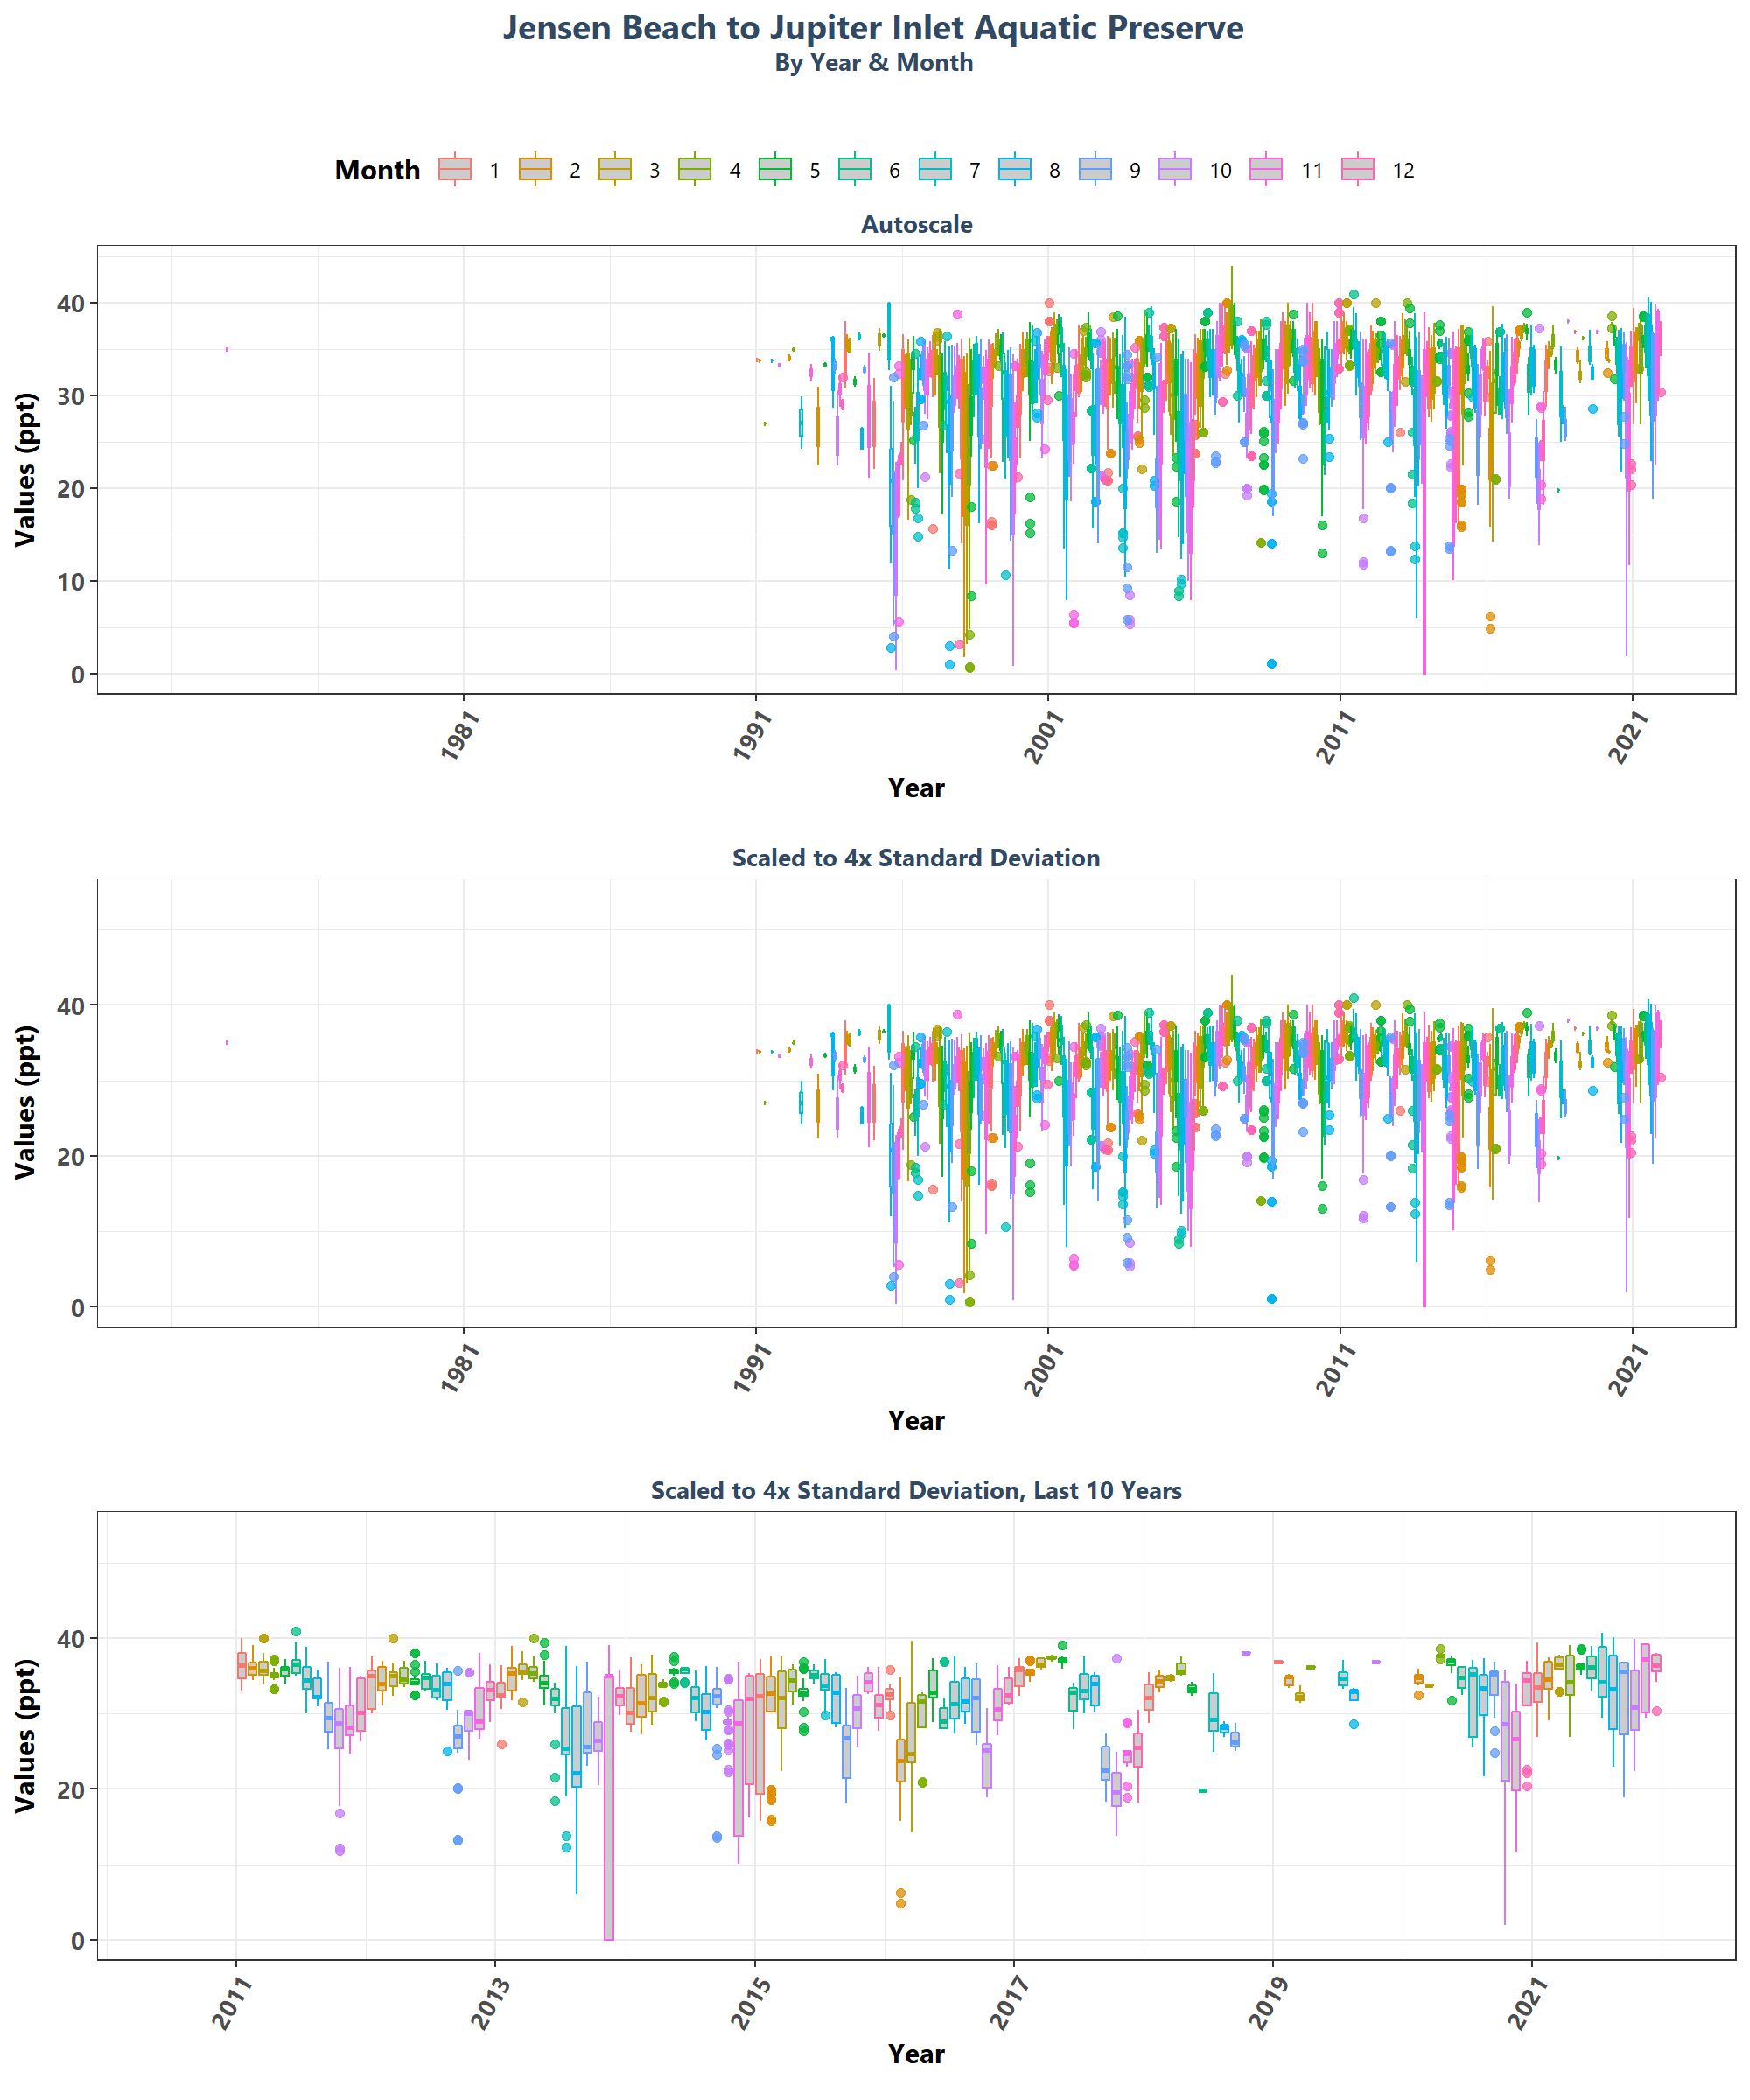 Jensen Beach to Jupiter Inlet Aquatic Preserve
By Year & Month
Month 1 2 3 4 5 6 7 8 9 10 11 12
Autoscale
Values (ppt)
40
30
20
10
0
1981 1991 2001 2011 2021
Year
Scaled to 4x Standard Deviation
Values (ppt)
40
20
0
1981 1991 2001 2011 2021
Year
Scaled to 4x Standard Deviation, Last 10 Years
Values (ppt)
40
20
0
2011 2013 2015 2017 2019 2021
Year